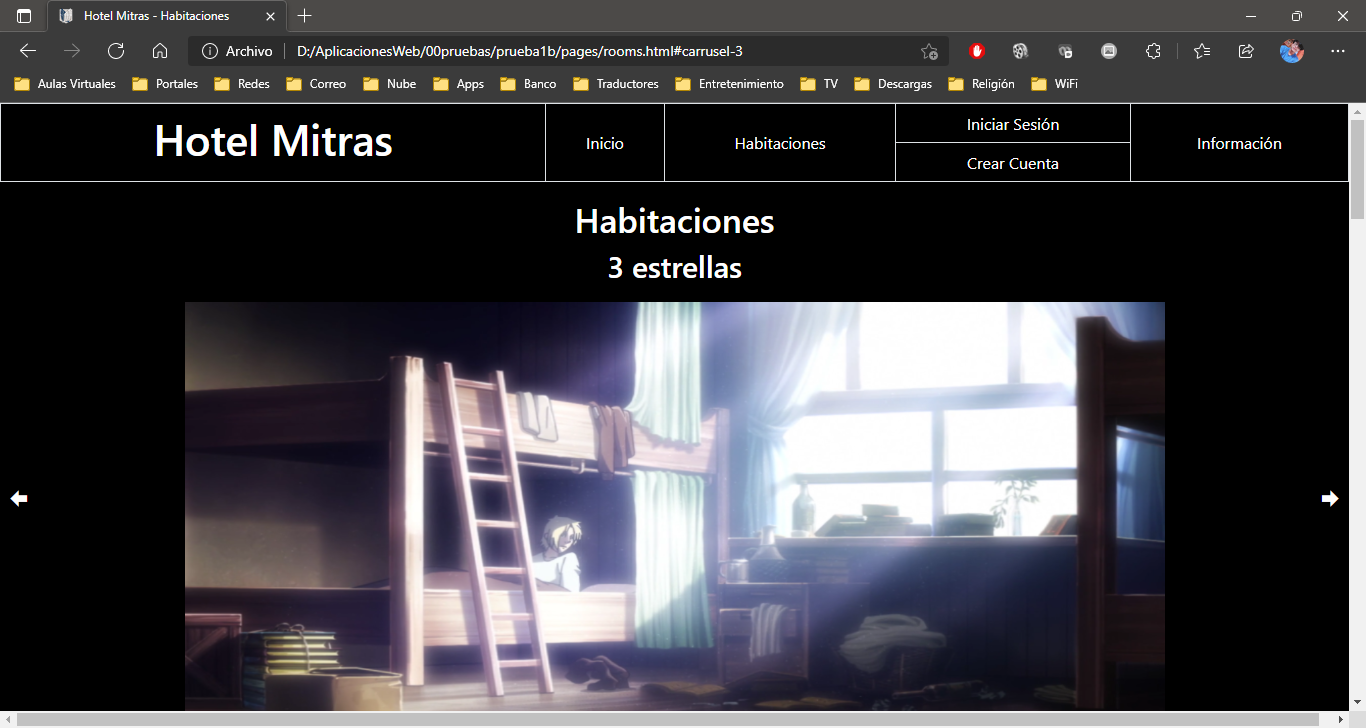 Hotel Mitras - Habitaciones
Archivo
D:/AplicacionesWeb/00pruebas/prueba1b/pages/rooms.html#carrusel-3
Aulas Virtuales
Portales
Redes
Correo
Nube
Apps
Banco
Traductores
Entretenimiento
TV
Descargas
Religión
WiFi
Hotel Mitras
Inicio
Habitaciones
Iniciar Sesión
Crear Cuenta
Información
Habitaciones
3 estrellas